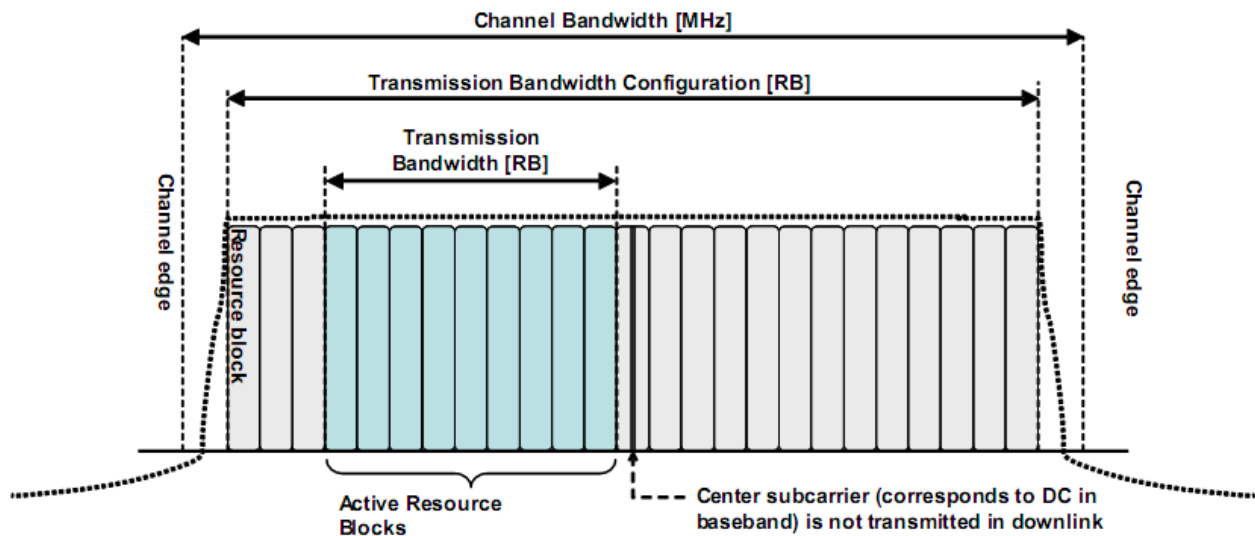 Channel Bandwidth [MHz]
Transmission Bandwidth Configuration [RB]
Transmission
Bandwidth [RB]
Channel edge
Resource block
Channel edge
Active Resource
Blocks
Center subcarrier (corresponds to DC in
baseband) is not transmitted in downlink